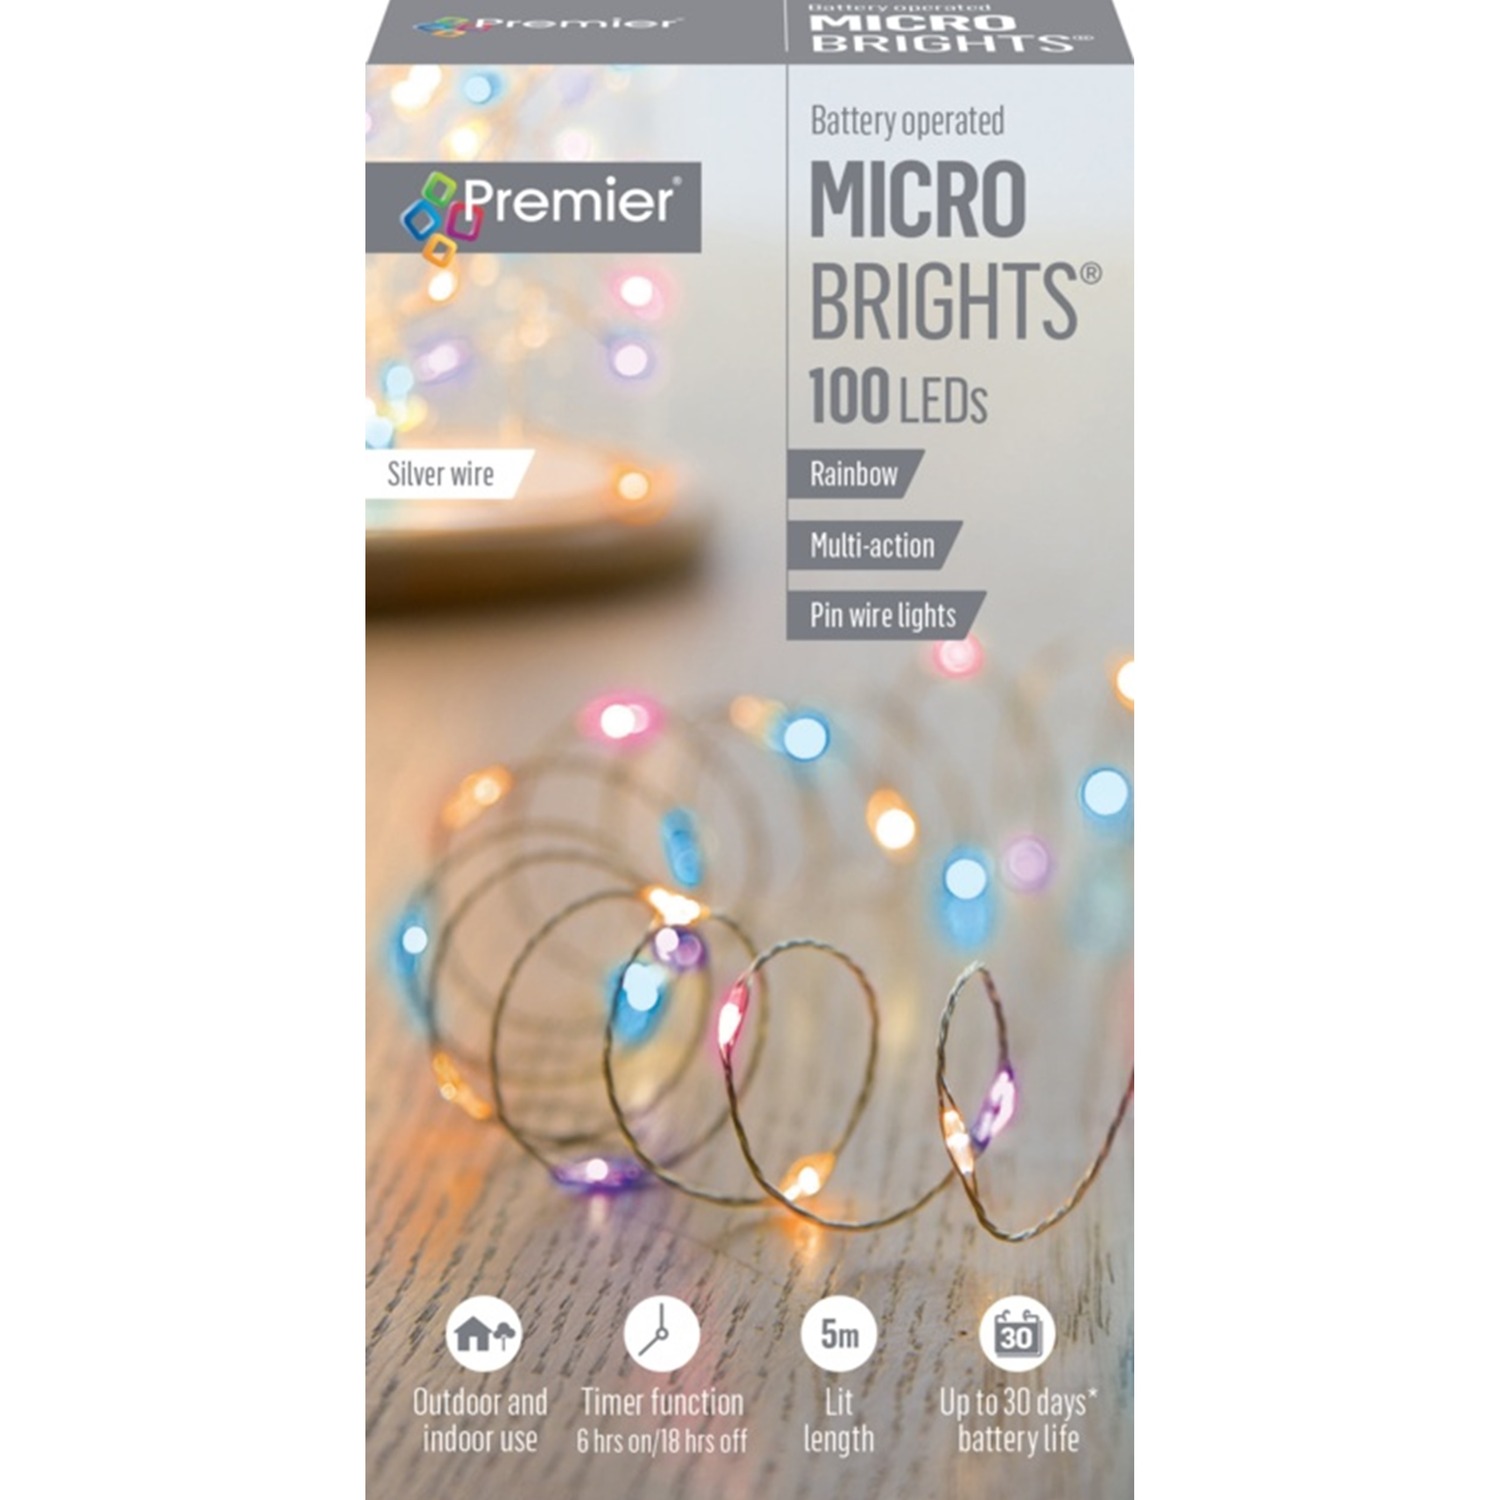 Premier
Battery operated
MICRO
BRIGHTS®
Premier®
Battery operated
MICRO
BRIGHTS®
100 LEDs
Silver wire
Rainbow
Multi-action
Pin wire lights
5m
30
Outdoor and
indoor use
Timer function
6 hrs on/18 hrs off
Lit
length
Up to 30 days*
battery life